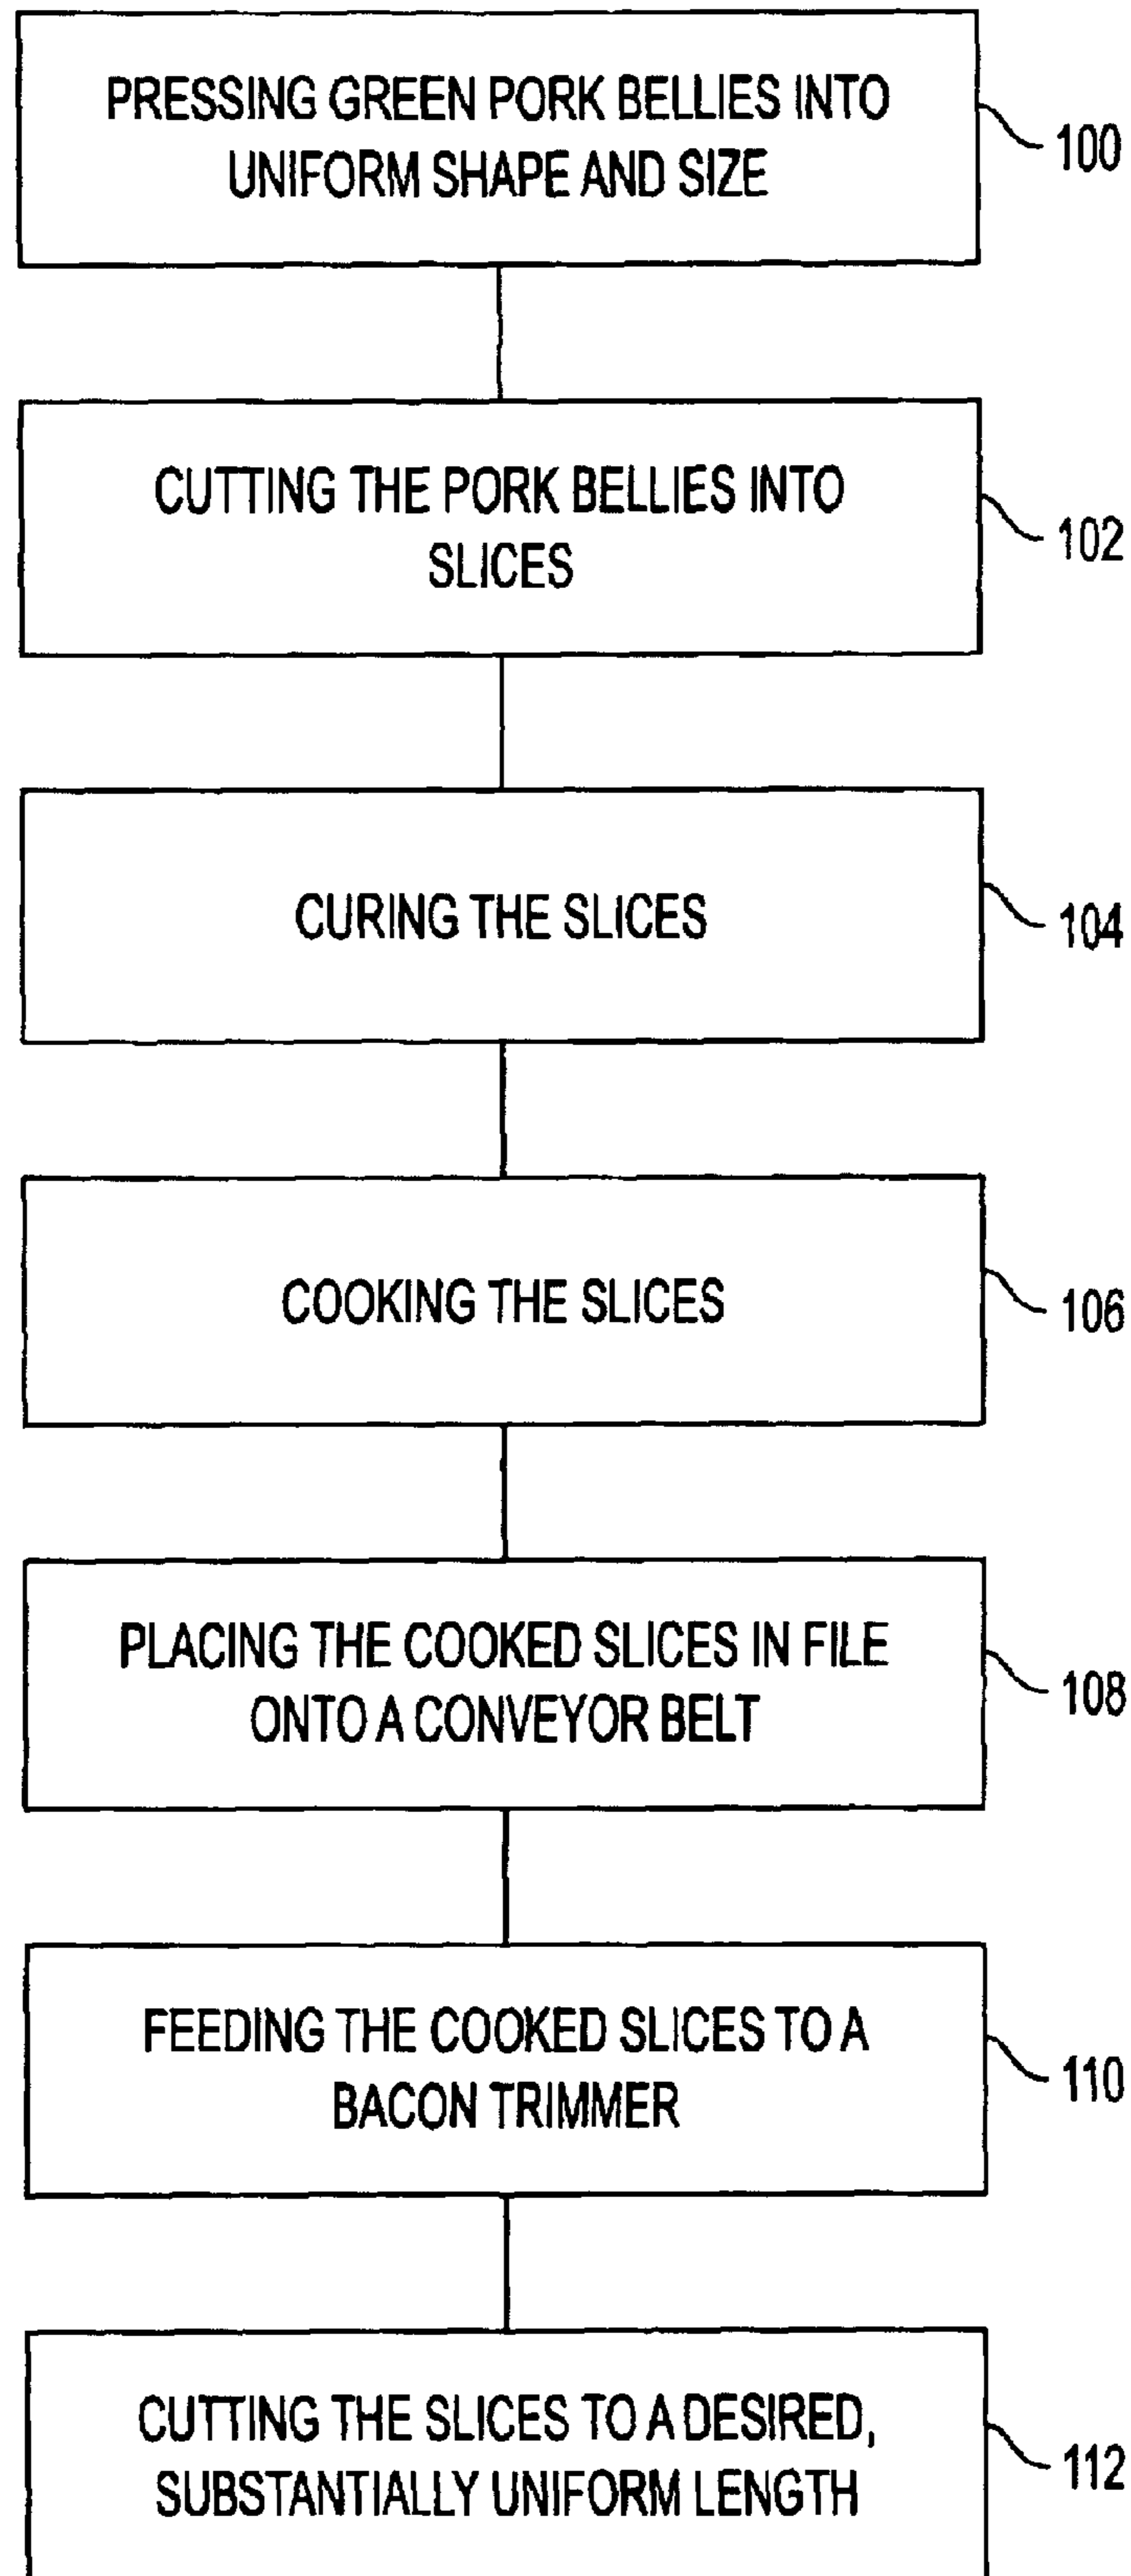 PRESSING GREEN PORK BELLIES INTO
UNIFORM SHAPE AND SIZE
100
CUTTING THE PORK BELLIES INTO
SLICES
102
CURING THE SLICES
104
COOKING THE SLICES
106
PLACING THE COOKED SLICES IN FILE
ONTO A CONVEYOR BELT
108
FEEDING THE COOKED SLICES TO A
BACON TRIMMER
110
CUTTING THE SLICES TO A DESIRED,
SUBSTANTIALLY UNIFORM LENGTH
112